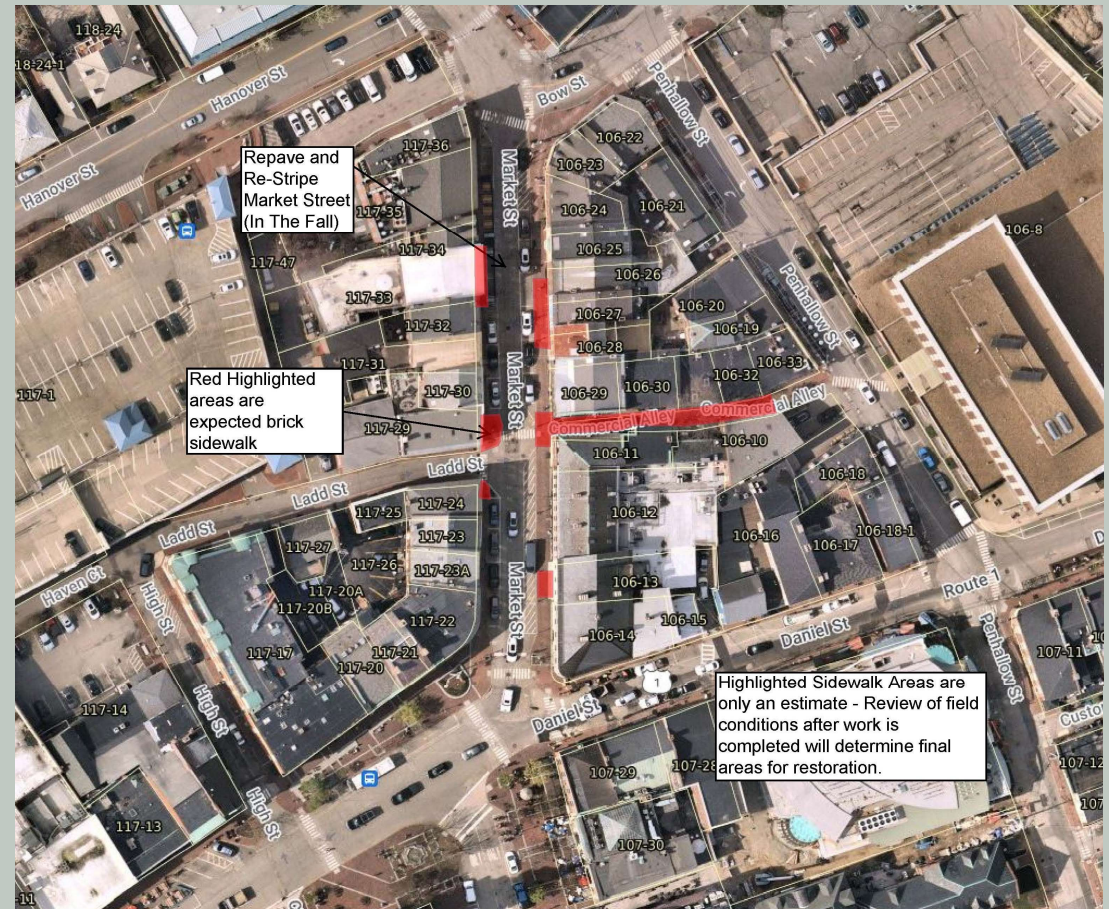 118-24
18-24-1
Hanover St
Hanover St
Bow St
Penhallow St
117-36
106-22
106-23
Market St
Repave and
Re-Stripe
Market Street
(In The Fall)
117-35
106-24
106-21
106-8
117-34
106-25
117-47
106-26
Penhallow St
117-33
106-27
106-20
117-32
106-28
106-19
117-31
106-33
Market St
106-32
Red Highlighted
areas are
expected brick
sidewalk
117-1
117-30
106-29
106-30
Commercial Alley
Commercial Alley
117-29
106-10
106-11
Ladd St
106-18
Ladd St
117-24
117-25
106-12
Ladd St
117-23
106-16
106-18-1
117-27
106-17
117-26
117-23A
Haven Ct
High St
117-20A
106-13
Route 1
117-20B
Market St
117-22
106-15
106-14
Daniel St
Penhallow St
117-17
117-21
117-20
107-11
10
1
Highlighted Sidewalk Areas are
only an estimate - Review of field
conditions after work is
completed will determine final
areas for restoration.
117-14
High St
Daniel St
Custo
107-29
107-28
107-12
107
High St
117-13
107-30
-11